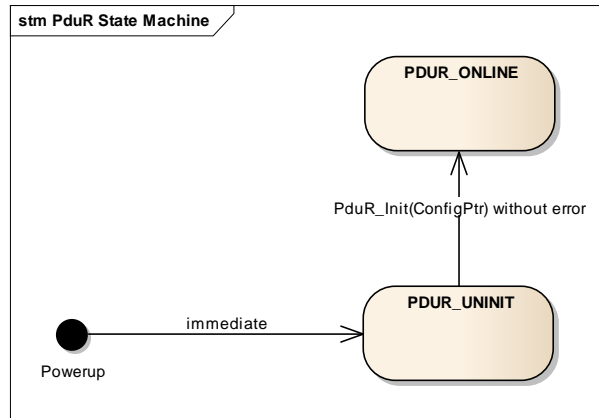 stm PduR State Machine
PDUR_ONLINE
PduR_Init(ConfigPtr) without error
PDUR_UNINIT
immediate
Powerup